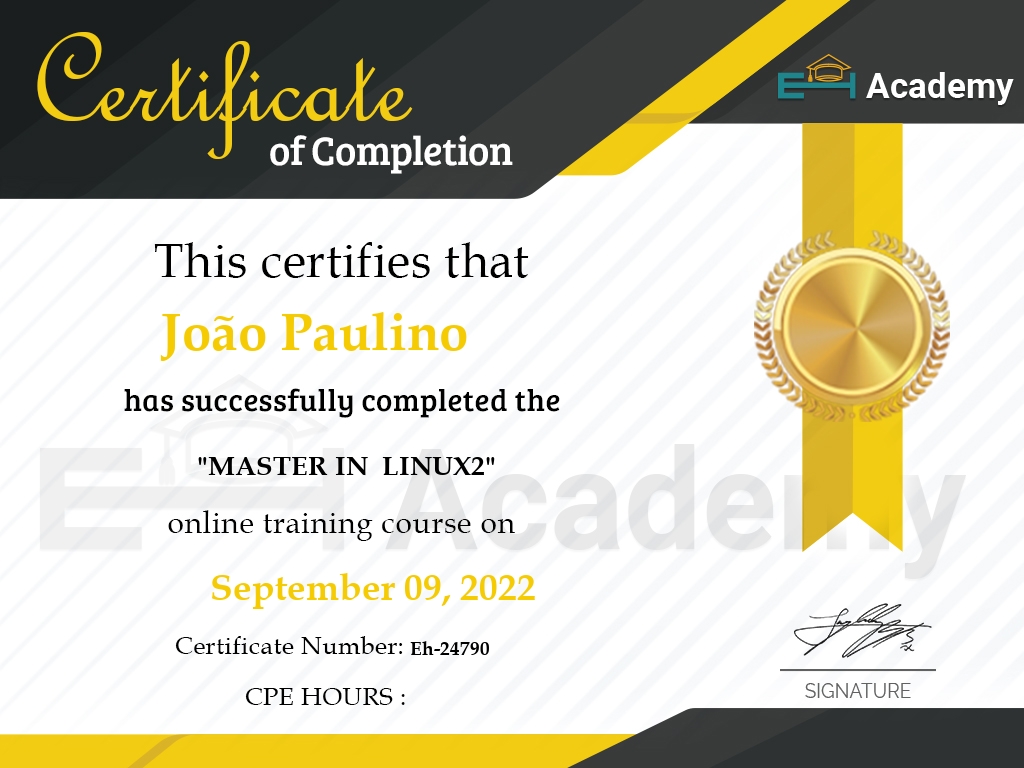 Certificate
of Completion
EH Academy
This certifies that
João Paulino
has successfully completed the
"MASTER IN  LINUX2"
EH Academy
online training course on
September 09, 2022
Certificate Number: Eh-24790
CPE HOURS :
SIGNATURE